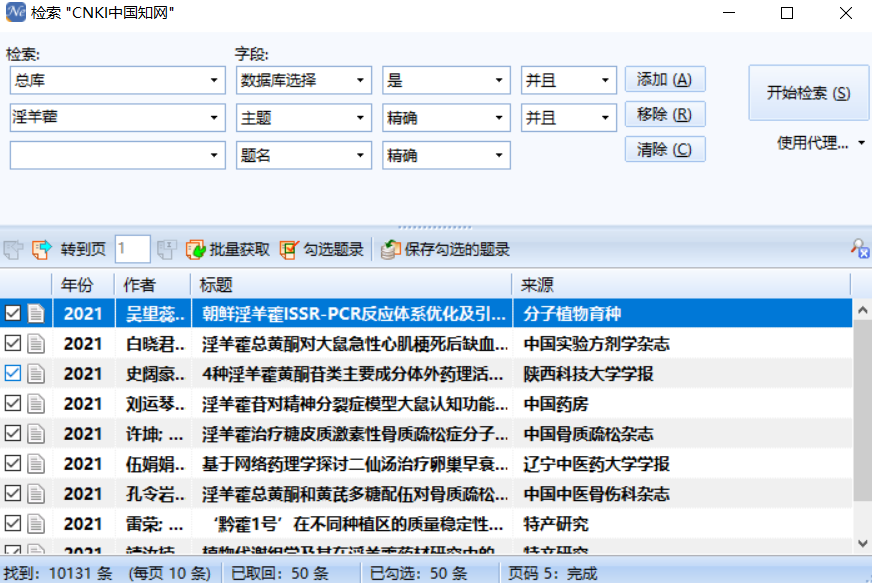 检索 "CNKI中国知网"
检索: 字段:
总库 数据库选择 是 并且 添加 (A) 开始检索 (S)
淫羊藿 主题 精确 并且 移除 (R) 使用代理...
题名 精确 清除 (C)
转到页 1 批量获取 勾选题录 保存勾选的题录
年份 作者 标题 来源
2021 吴望蕊.. 朝鲜淫羊藿ISSR-PCR反应体系优化及引... 分子植物育种
2021 白晓君.. 淫羊藿总黄酮对大鼠急性心肌梗死后缺血... 中国实验方剂学杂志
2021 史阔豪.. 4种淫羊藿黄酮苷类主要成分体外药理活... 陕西科技大学学报
2021 刘运琴.. 淫羊藿苷对精神分裂症模型大鼠认知功能... 中国药房
2021 许坤; ... 淫羊藿治疗糖皮质激素性骨质疏松症分子... 中国骨质疏松杂志
2021 伍娟娟.. 基于网络药理学探讨二仙汤治疗卵巢早衰... 辽宁中医药大学学报
2021 孔令岩.. 淫羊藿总黄酮和黄芪多糖配伍对骨质疏松... 中国中医骨伤科杂志
2021 雷荣; ... ‘黔藿1号’在不同种植区的质量稳定性... 特产研究
2021 植物代谢组学及其在淫羊藿药材研究中的... 特产研究
找到: 10131 条 (每页 10 条) 已取回: 50 条 已勾选: 50 条 页码 5: 完成